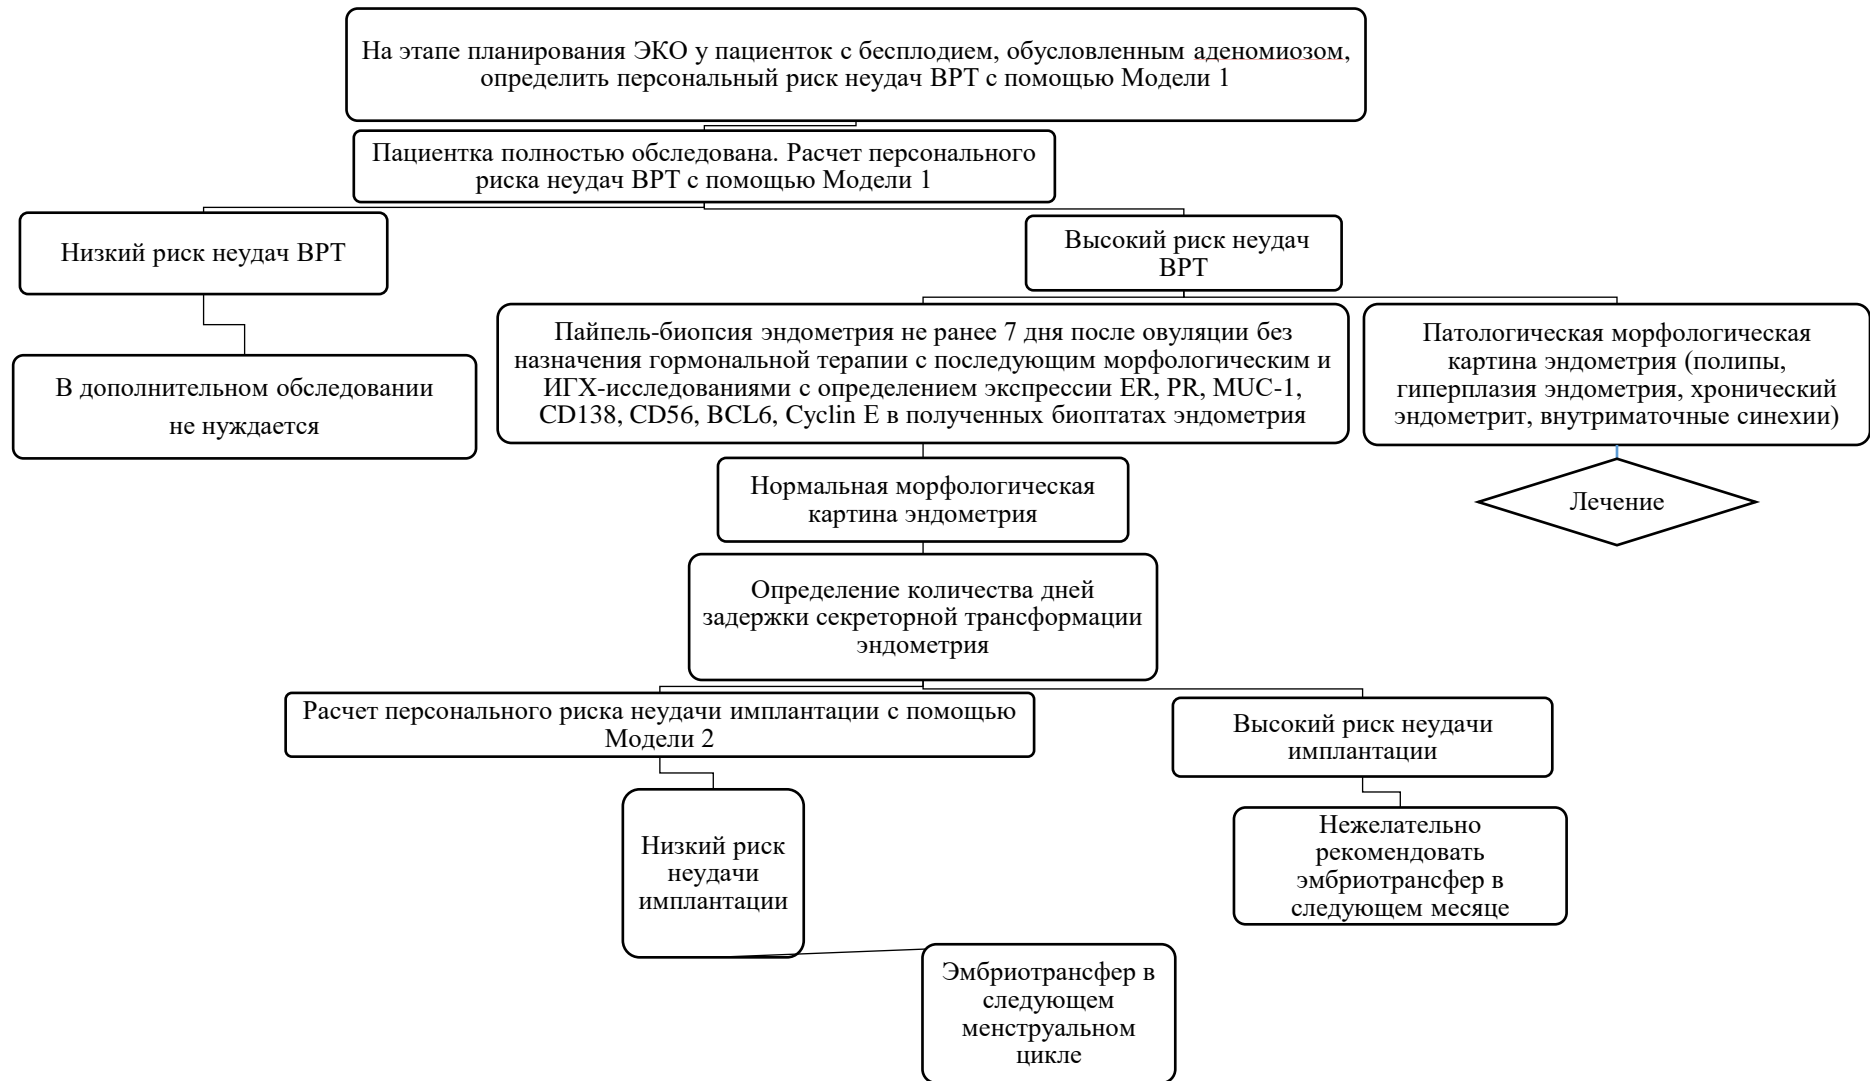 На этапе планирования ЭКО у пациенток с бесплодием, обусловленным аденомиозом,
определить персональный риск неудач ВРТ с помощью Модели 1
Пациентка полностью обследована. Расчет персонального
риска неудач ВРТ с помощью Модели 1
Низкий риск неудач ВРТ
Высокий риск неудач
ВРТ
В дополнительном обследовании
не нуждается
Пайпель-биопсия эндометрия не ранее 7 дня после овуляции без
назначения гормональной терапии с последующим морфологическим и
ИГХ-исследованиями с определением экспрессии ER, PR, MUC-1,
CD138, CD56, BCL6, Cyclin E в полученных биоптатах эндометрия
Патологическая морфологическая
картина эндометрия (полипы,
гиперплазия эндометрия, хронический
эндометрит, внутриматочные синехии)
Нормальная морфологическая
картина эндометрия
Лечение
Определение количества дней
задержки секреторной трансформации
эндометрия
Расчет персонального риска неудачи имплантации с помощью
Модели 2
Высокий риск неудачи
имплантации
Низкий риск
неудачи
имплантации
Нежелательно
рекомендовать
эмбриотрансфер в
следующем месяце
Эмбриотрансфер в
следующем
менструальном
цикле